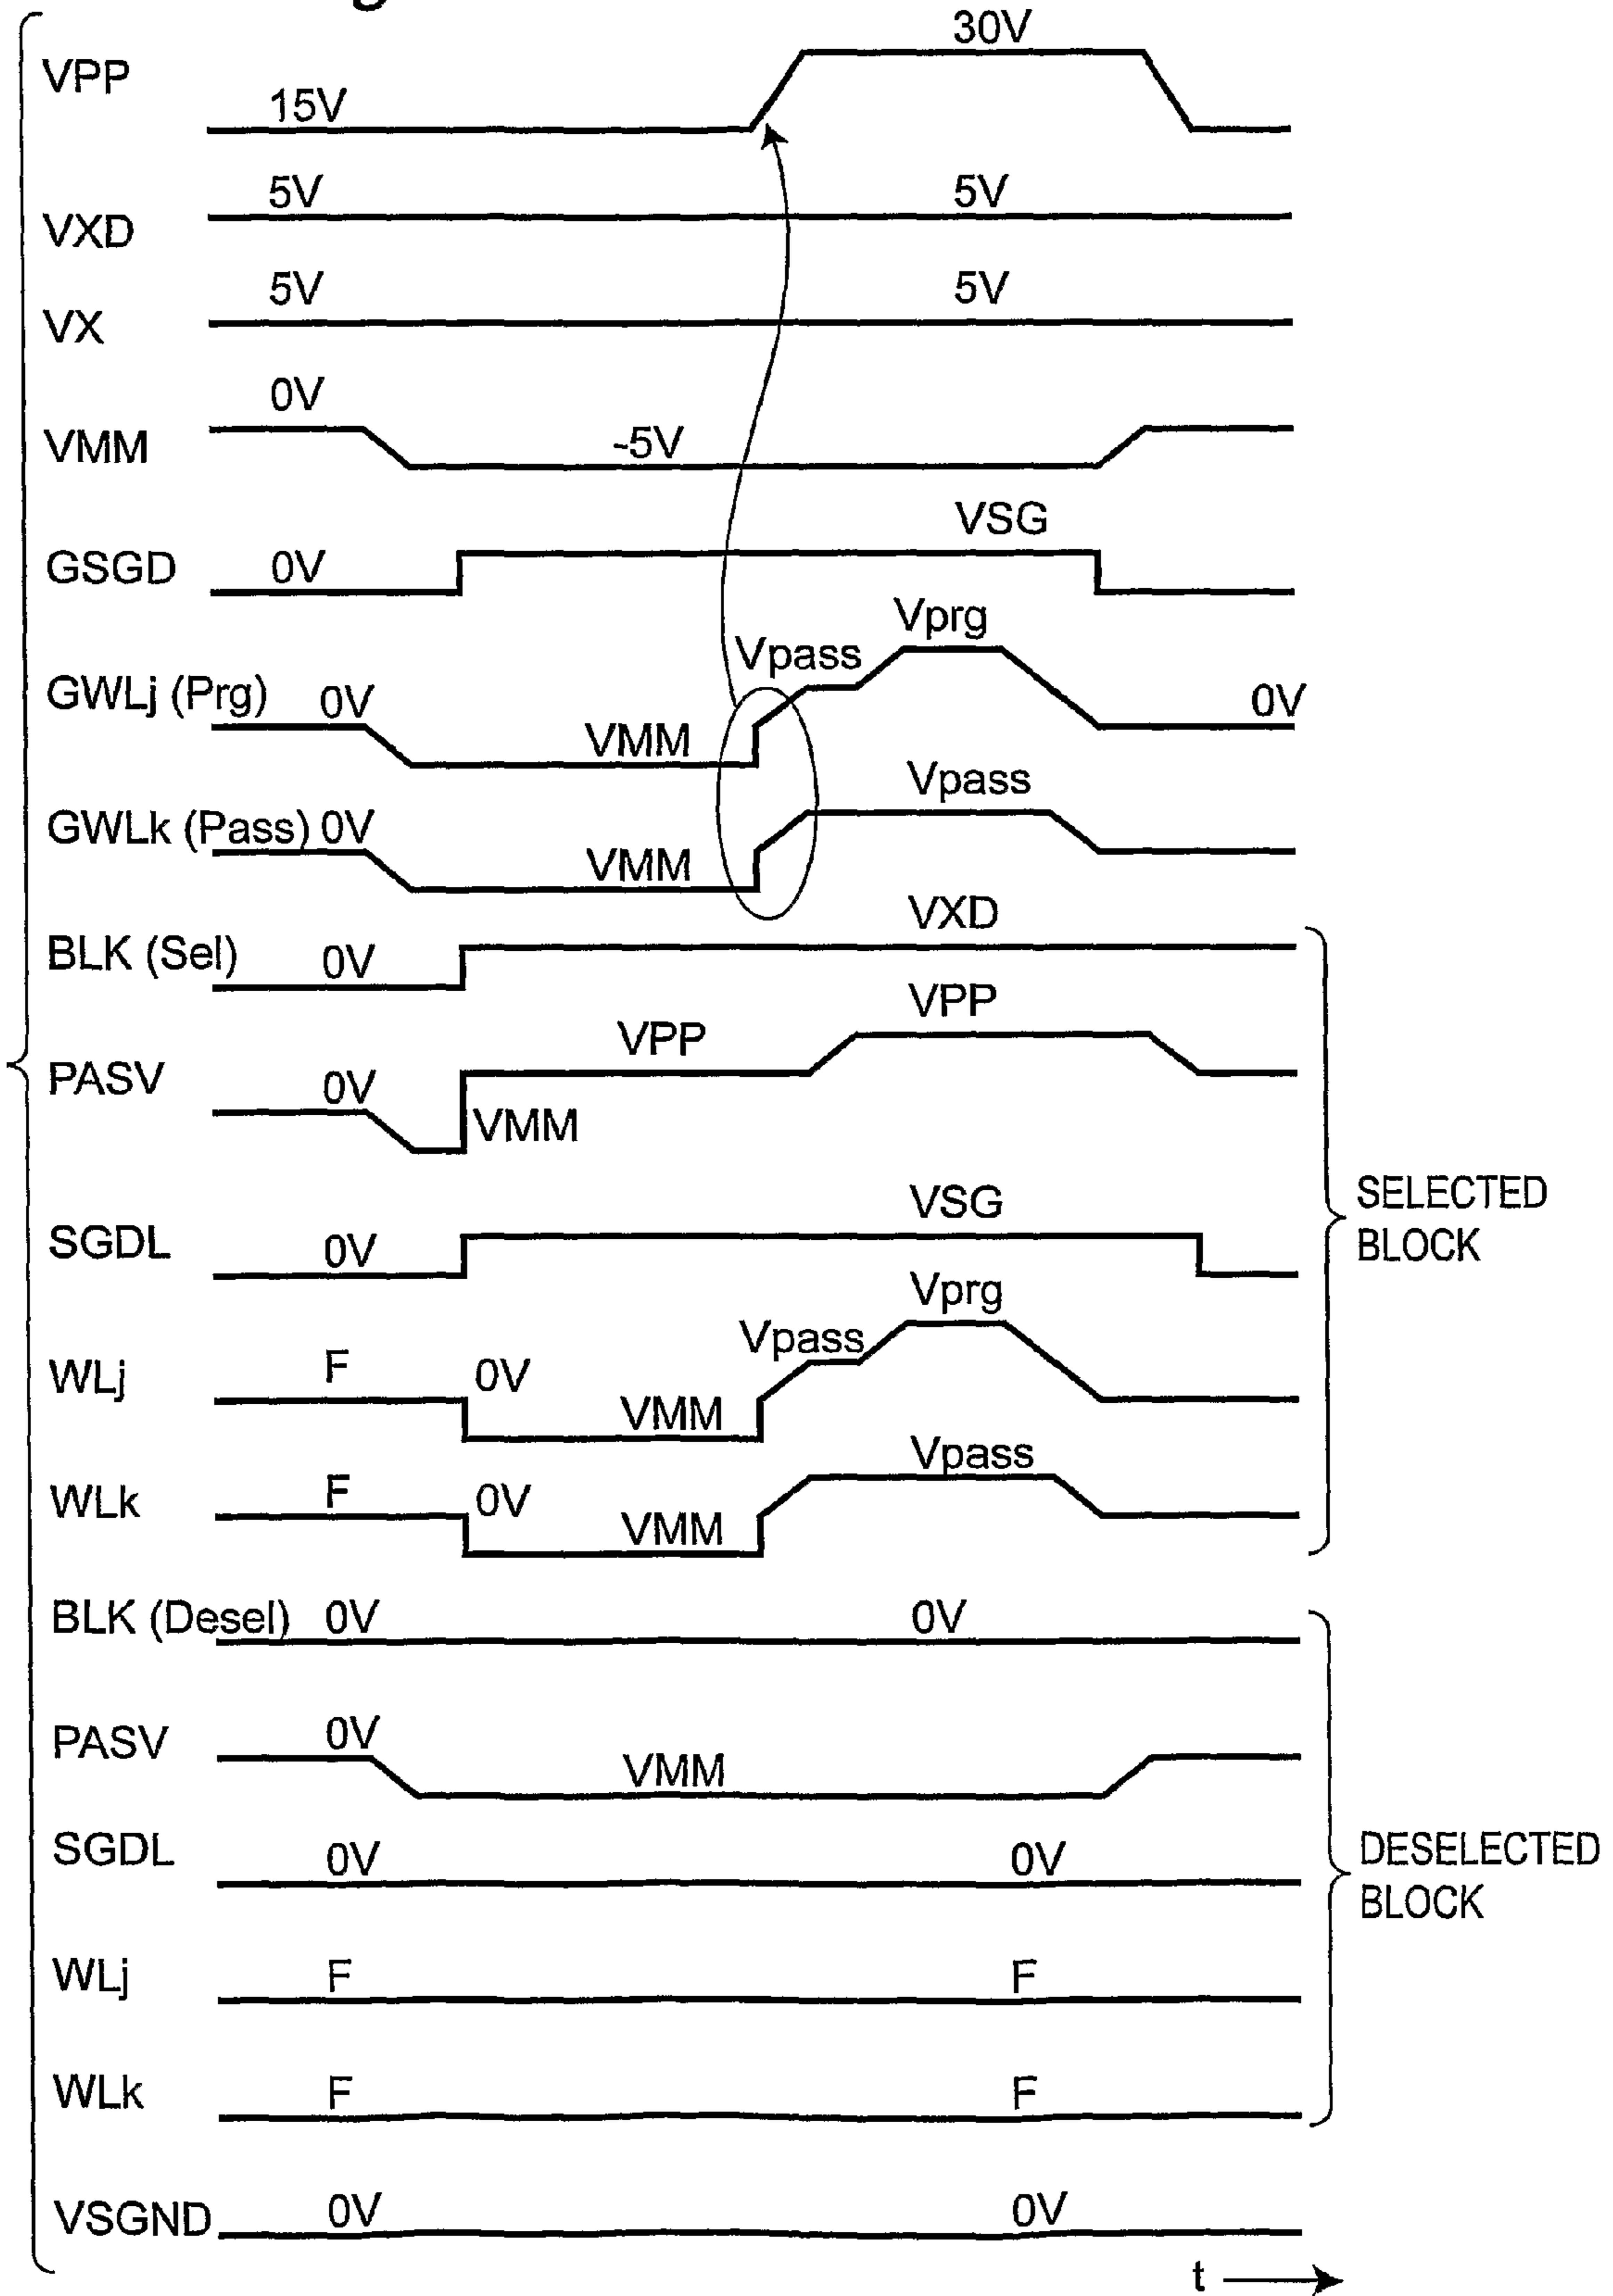 30V
VPP
15V
5V 5V
VXD
5V 5V
VX
0V
VMM -5V
VSG
GSGD 0V
Vprg
Vpass
GWLj (Prg) 0V 0V
VMM
Vpass
GWLk (Pass) 0V
VMM
VXD
BLK (Sel) 0V
VPP
VPP
PASV 0V
VMM
SELECTED
BLOCK
VSG
SGDL 0V
Vprg
Vpass
WLj F 0V
VMM
Vpass
WLk F 0V
VMM
BLK (Desel) 0V 0V
PASV 0V
VMM
SGDL 0V 0V
DESELECTED
BLOCK
WLj F F
WLk F F
VSGND 0V 0V
t